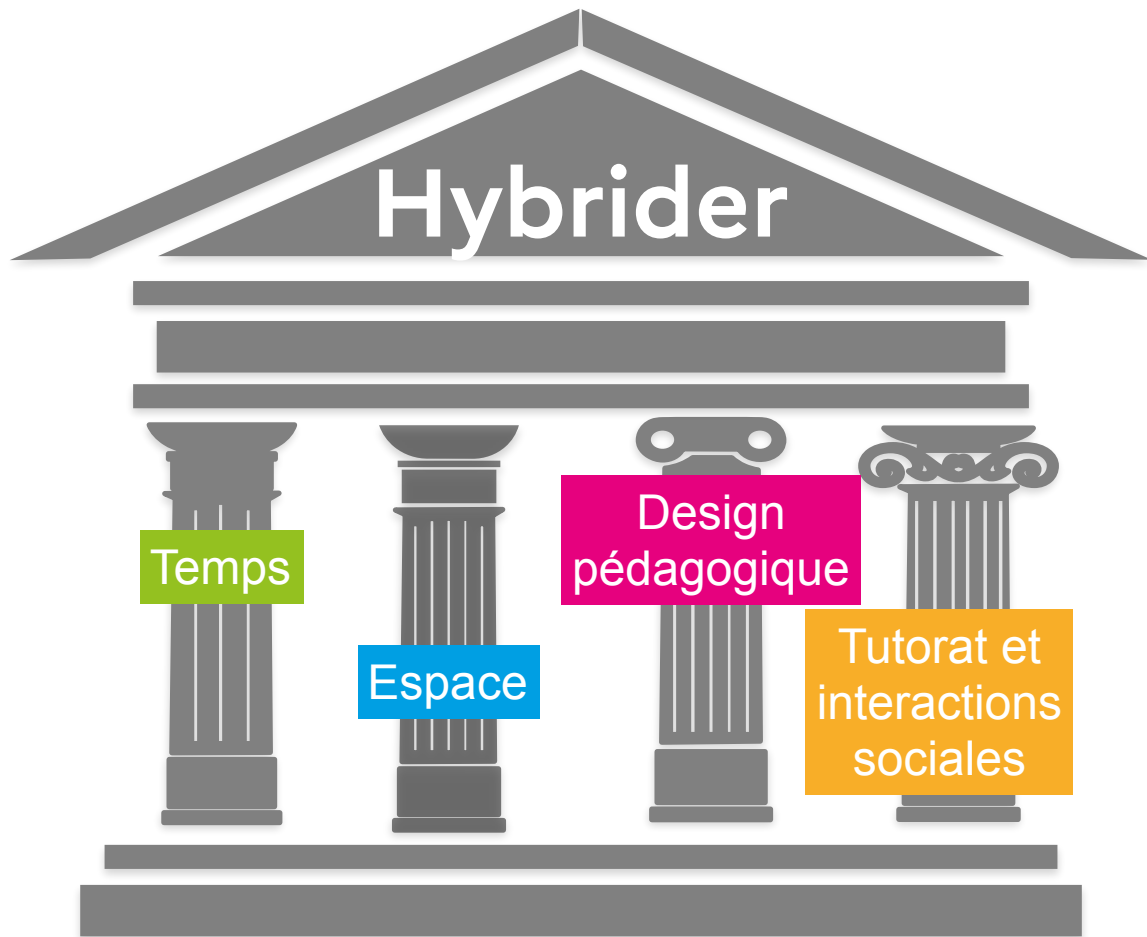 Hybrider
Temps
Espace
Design
pédagogique
Tutorat et
interactions
sociales